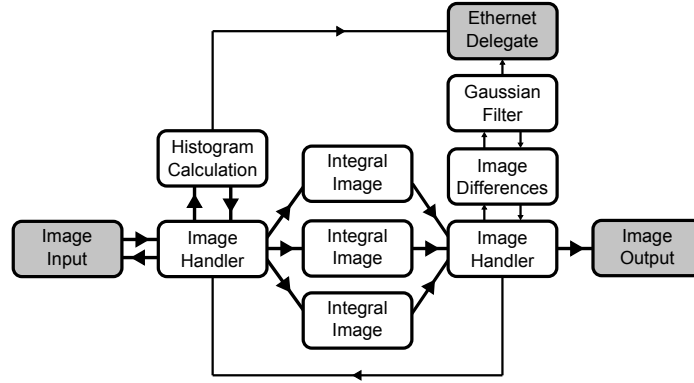 Ethernet
Delegate
Gaussian
Filter
Histogram
Calculation
Integral
Image
Image
Differences
Image
Input
Image
Handler
Integral
Image
Image
Handler
Image
Output
Integral
Image